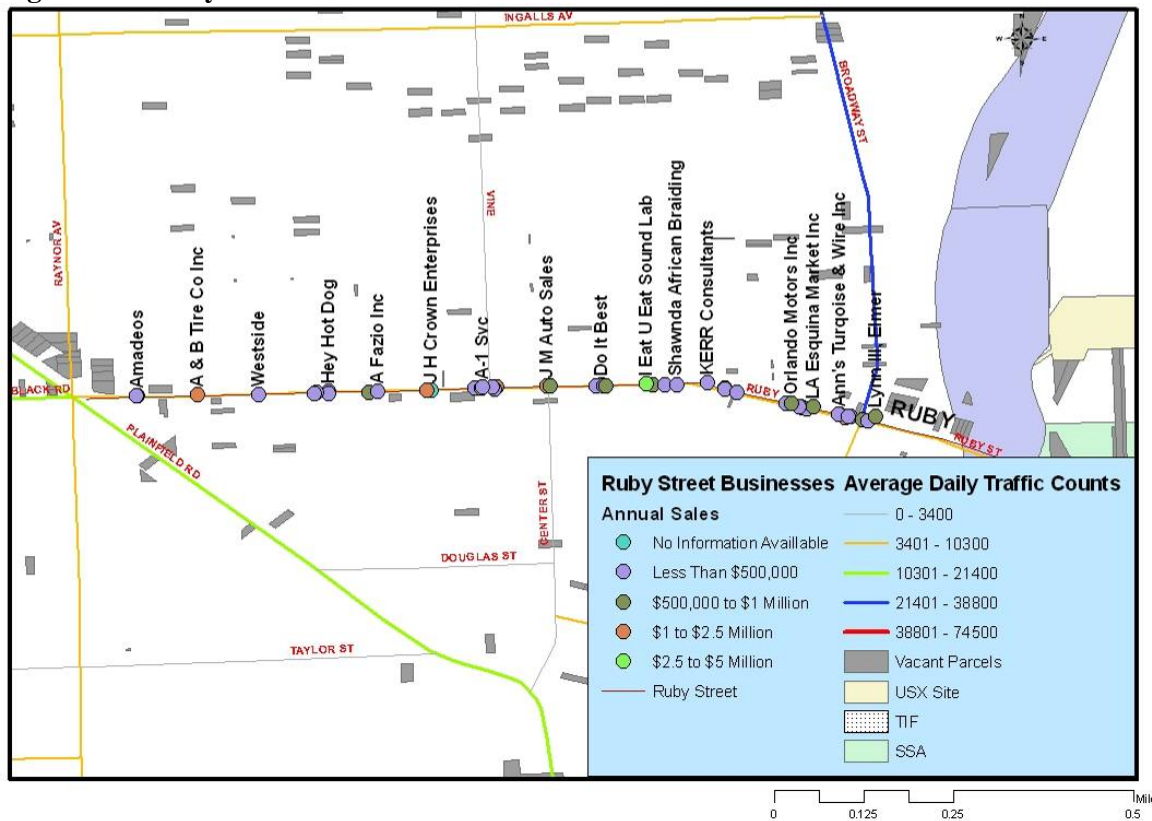 INGALLS AV
N
W
E
S
BROADWAY ST
RAYNOR AV
VINE
Amadeos
A & B Tire Co Inc
Westside
Hey Hot Dog
A Fazio Inc
J H Crown Enterprises
A-1 Svc
J M Auto Sales
Do It Best
I Eat U Eat Sound Lab
Shawnda African Braiding
KERR Consultants
Orlando Motors Inc
LA Esquina Market Inc
Ann's Turqoise & Wire Inc
Lynn III, Elmer
BLACK RD
RUBY
RUBY
RUBY ST
PLAINFIELD RD
CENTER ST
DOUGLAS ST
TAYLOR ST
Ruby Street Businesses
Annual Sales
No Information Availlable
Less Than $500,000
$500,000 to $1 Million
$1 to $2.5 Million
$2.5 to $5 Million
Ruby Street
Average Daily Traffic Counts
0 - 3400
3401 - 10300
10301 - 21400
21401 - 38800
38801 - 74500
Vacant Parcels
USX Site
TIF
SSA
0 0.125 0.25 0.5